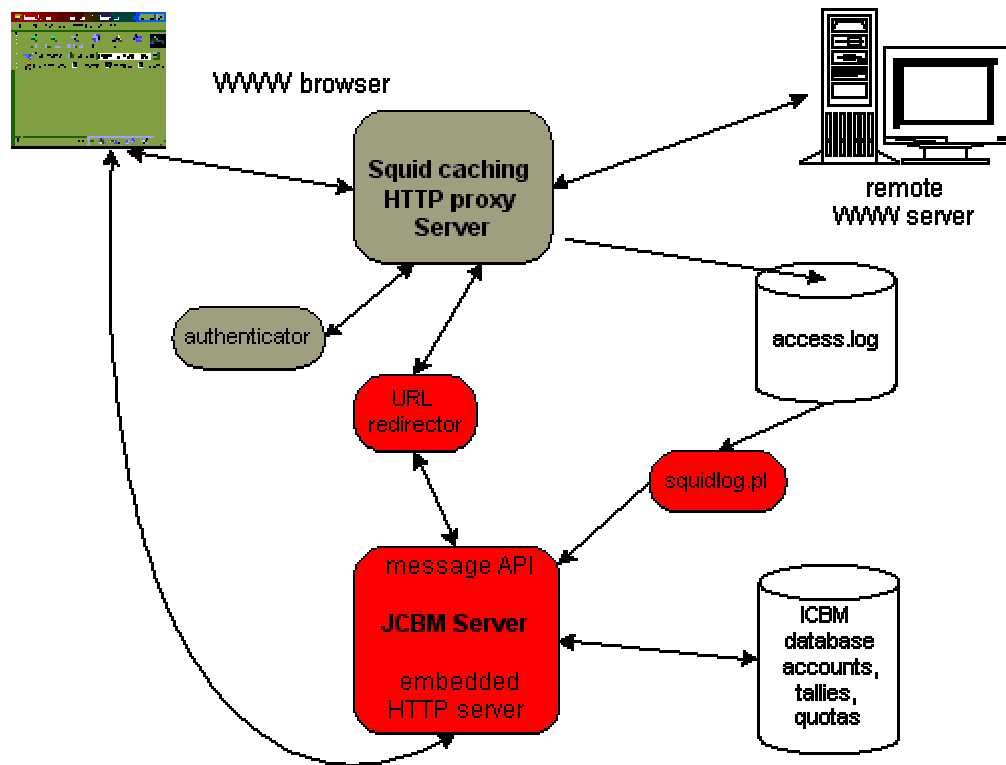 WWW browser
Squid caching
HTTP proxy
Server
remote
WWW server
authenticator
access.log
URL
redirector
squidlog.pl
message API
JCBM Server
embedded
HTTP server
ICBM
database
accounts,
tallies,
quotas